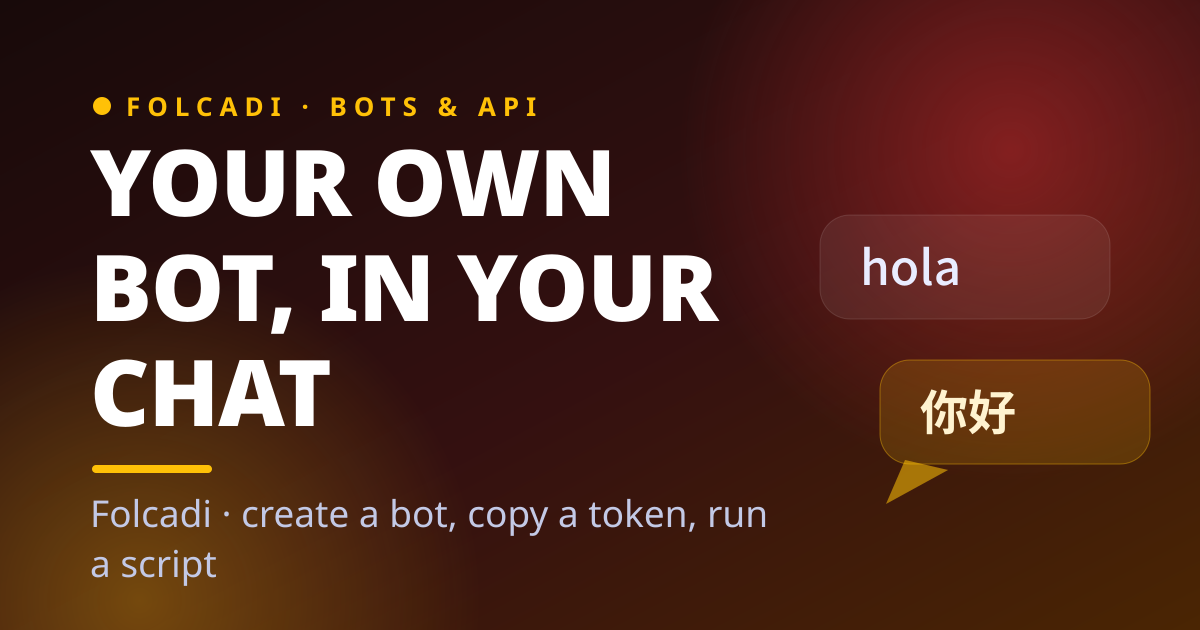 FOLCADI · BOTS & API
YOUR OWN
BOT, IN YOUR
CHAT
Folcadi · create a bot, copy a token, run
a script
hola
你好